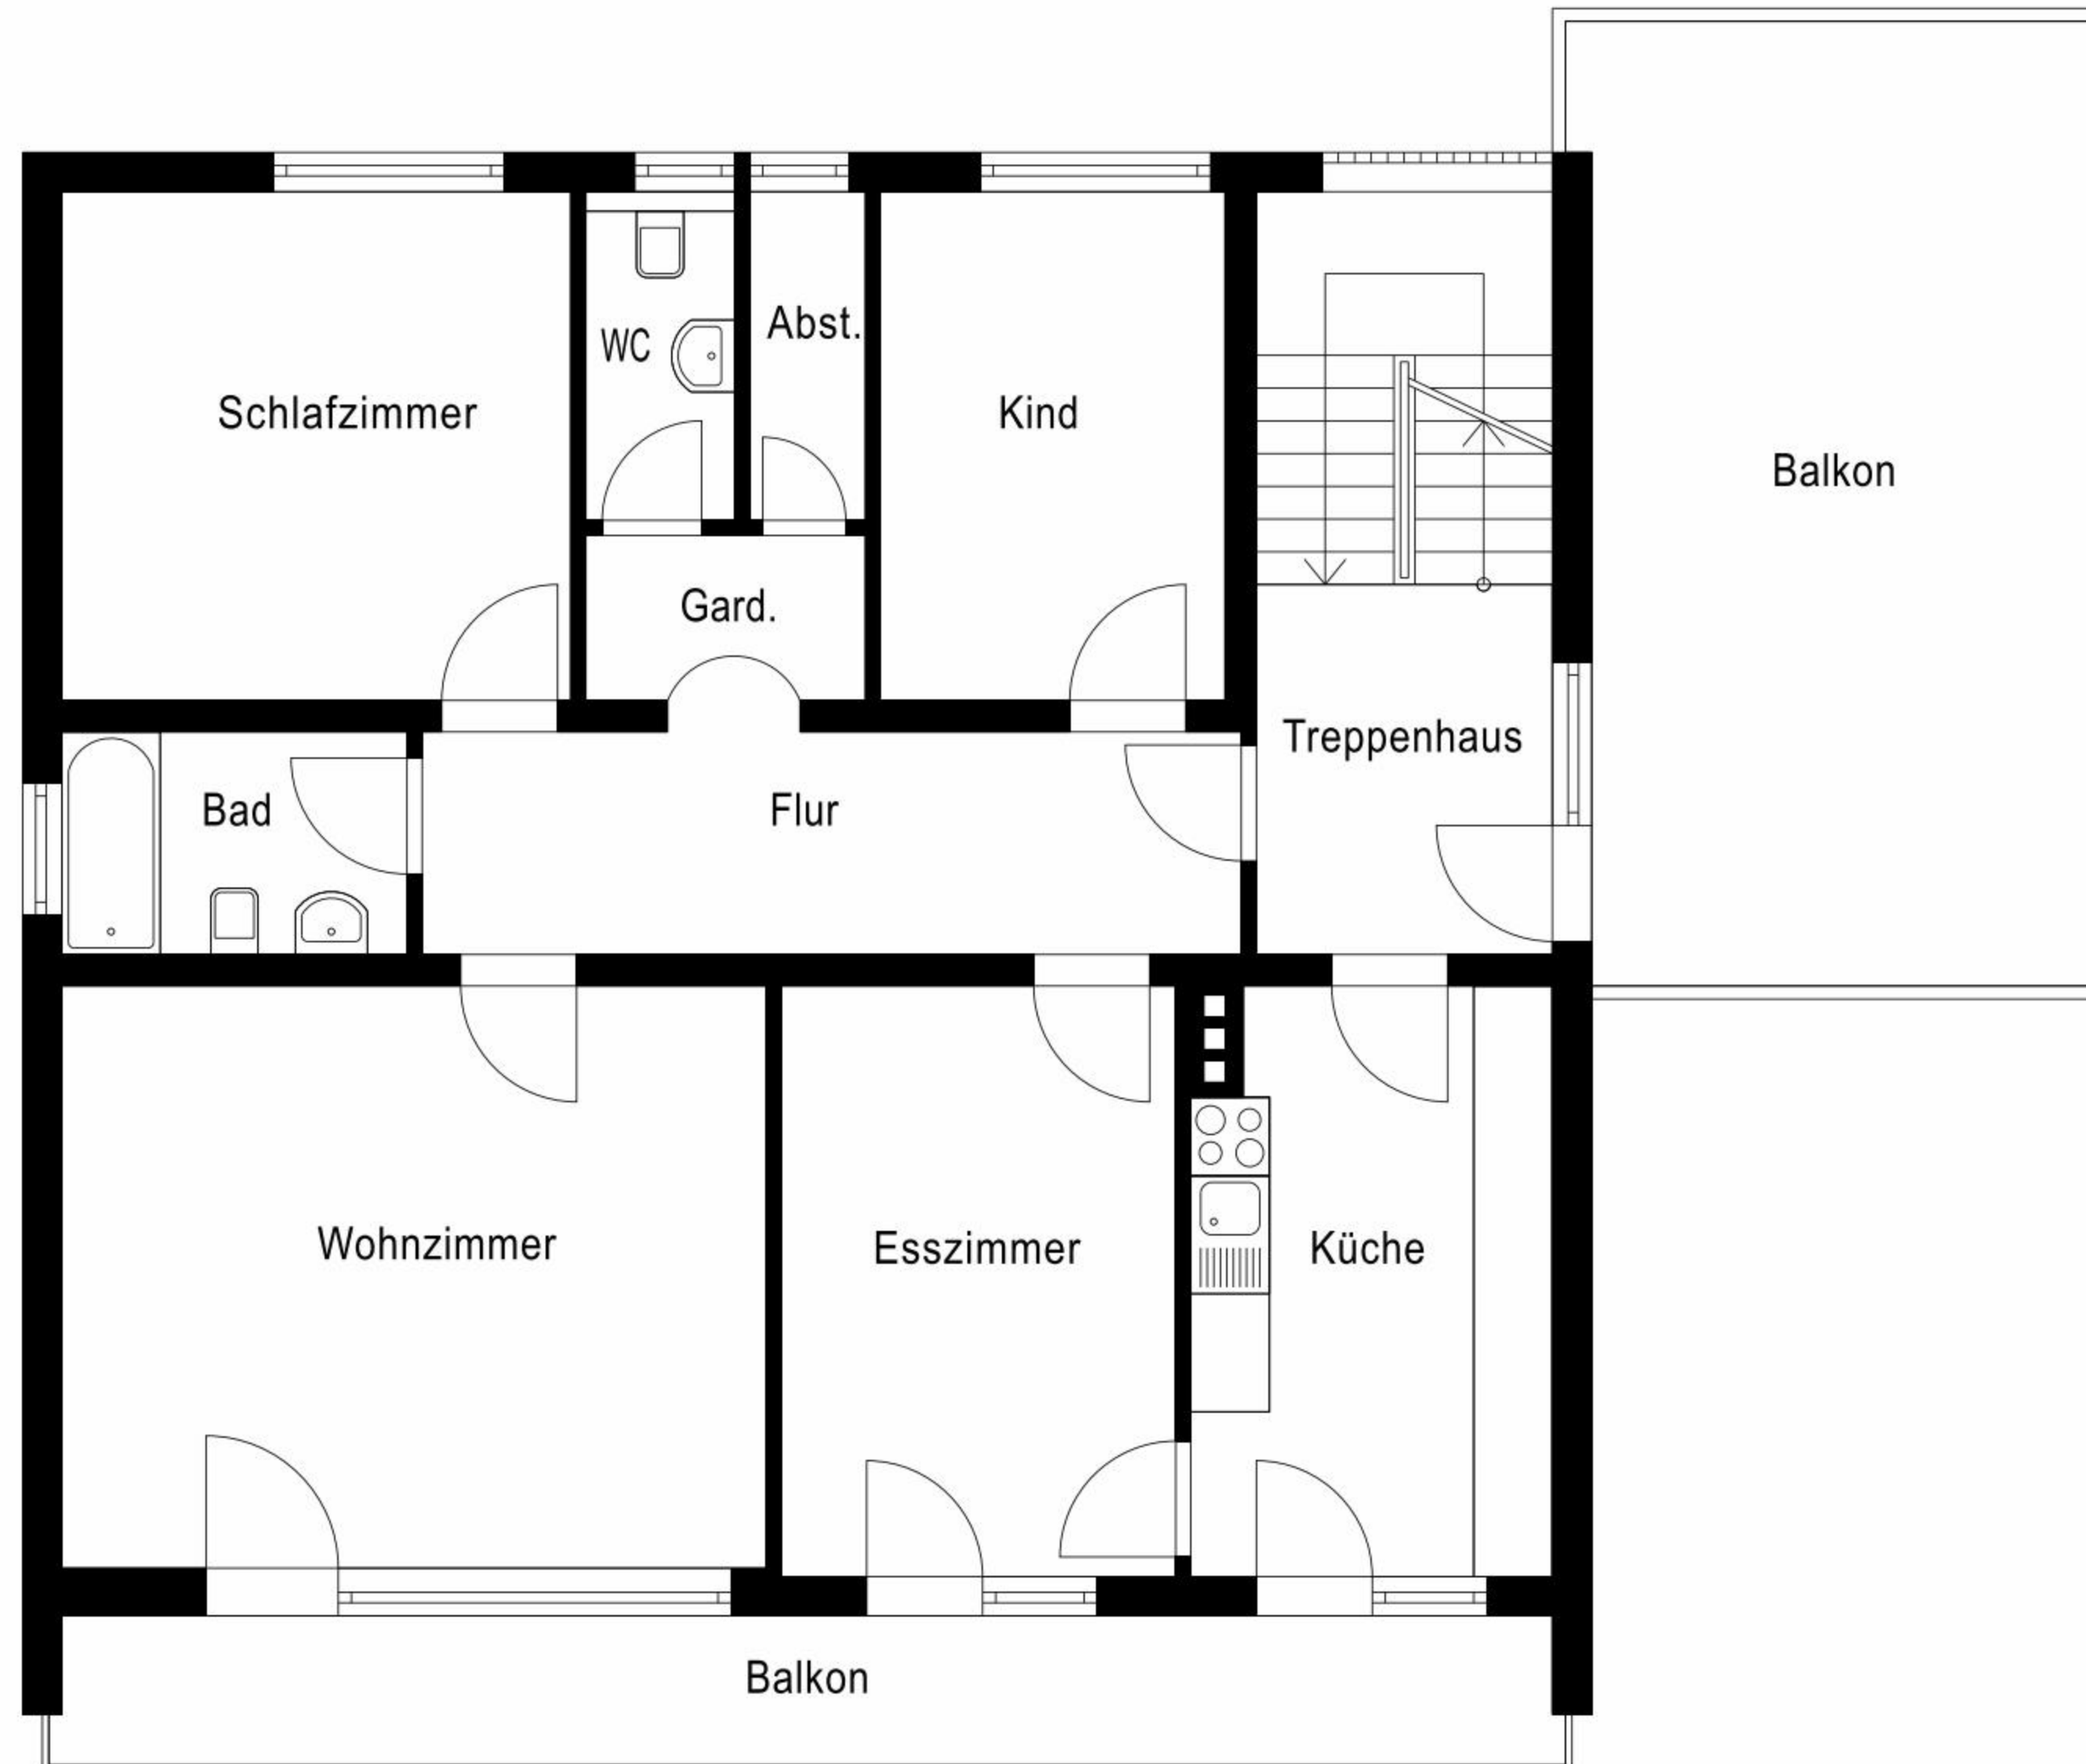 WC
Abst.
Schlafzimmer
Kind
Balkon
Gard.
Treppenhaus
Bad
Flur
Wohnzimmer
Esszimmer
Küche
Balkon